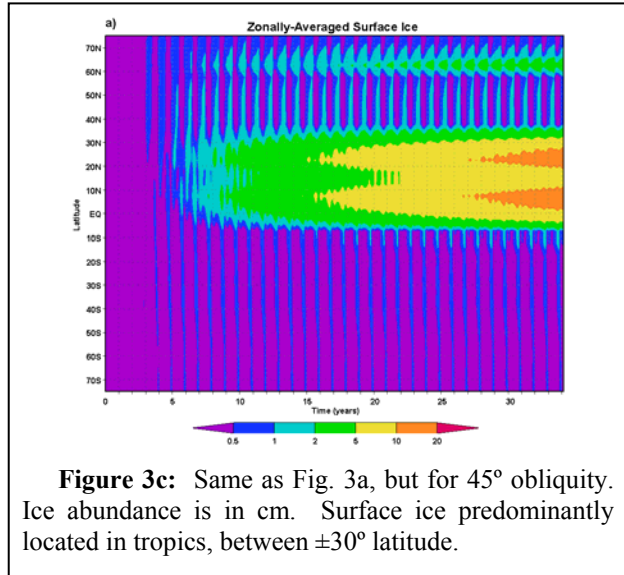 a)
Zonally-Averaged Surface Ice
70N
60N
50N
40N
30N
20N
10N
EQ
10S
20S
30S
40S
50S
60S
70S
Latitude
0 5 10 15 20 25 30
Time (years)
0.5 1 2 5 10 20
Figure 3c: Same as Fig. 3a, but for 45º obliquity.
Ice abundance is in cm. Surface ice predominantly
located in tropics, between ±30º latitude.